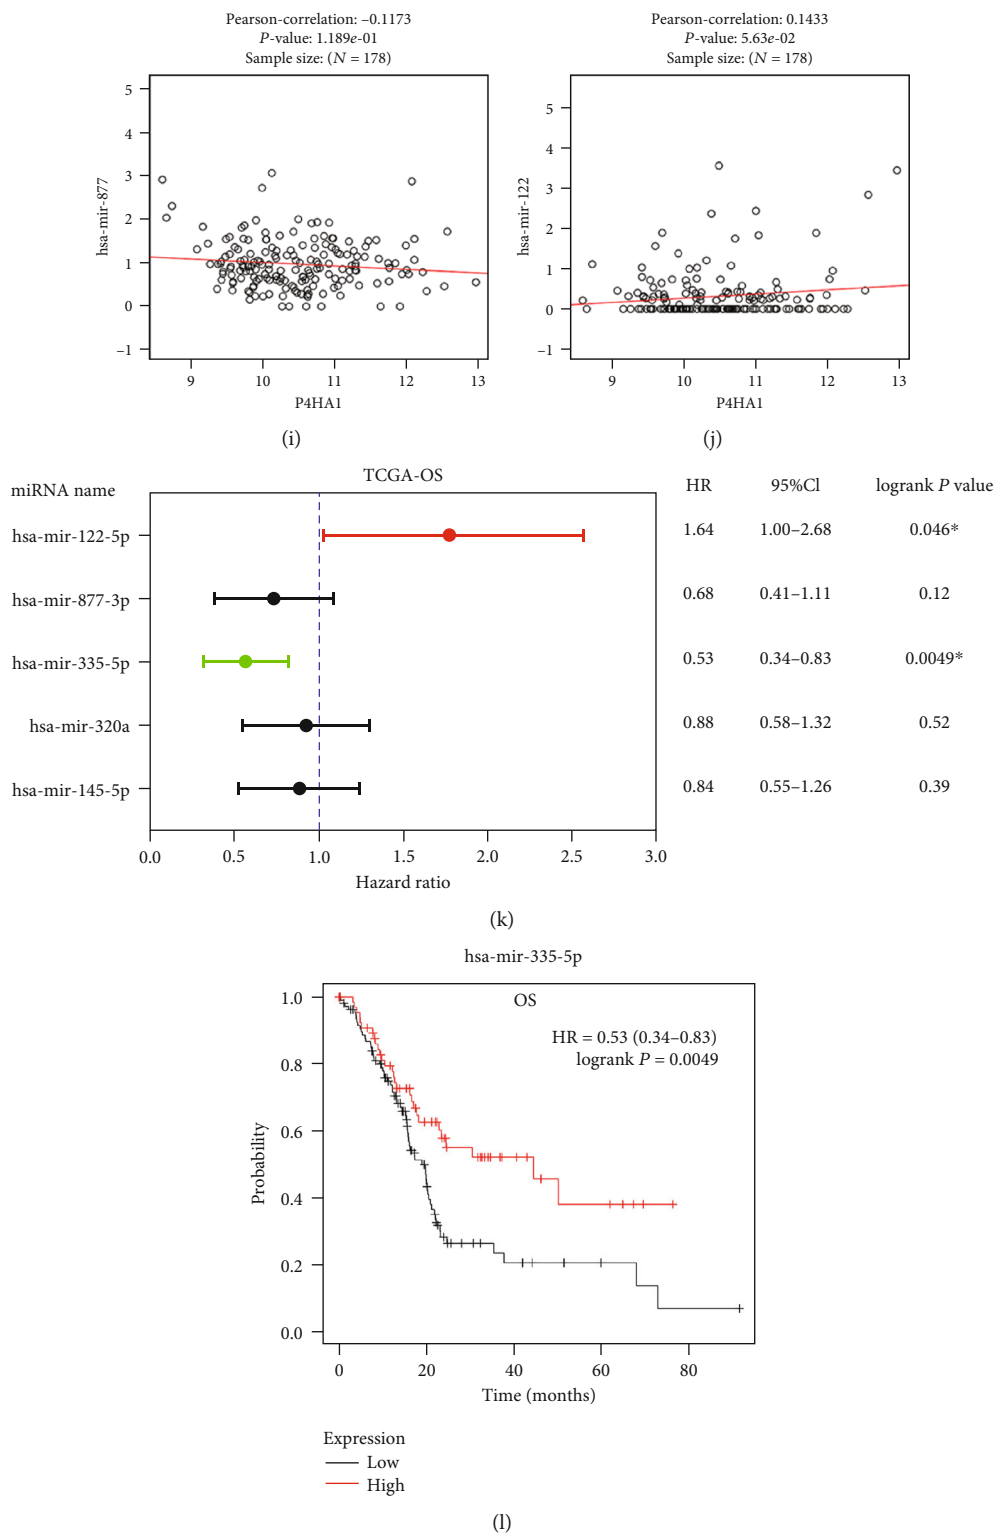 Pearson-correlation: –0.1173
P-value: 1.189e-01
Sample size: (N = 178)
hsa-mir-877
5
4
3
2
1
0
–1
9
10
11
12
13
P4HA1
(i)
Pearson-correlation: 0.1433
P-value: 5.63e-02
Sample size: (N = 178)
hsa-mir-122
5
4
3
2
1
0
–1
9
10
11
12
13
P4HA1
(j)
TCGA-OS
miRNA name HR 95%CI logrank P value
hsa-mir-122-5p 1.64 1.00–2.68 0.046*
hsa-mir-877-3p 0.68 0.41–1.11 0.12
hsa-mir-335-5p 0.53 0.34–0.83 0.0049*
hsa-mir-320a 0.88 0.58–1.32 0.52
hsa-mir-145-5p 0.84 0.55–1.26 0.39
0.0 0.5 1.0 1.5 2.0 2.5 3.0
Hazard ratio
(k)
hsa-mir-335-5p
OS
HR = 0.53 (0.34–0.83)
logrank P = 0.0049
Probability
1.0
0.8
0.6
0.4
0.2
0.0
0 20 40 60 80
Time (months)
Expression
Low
High
(l)